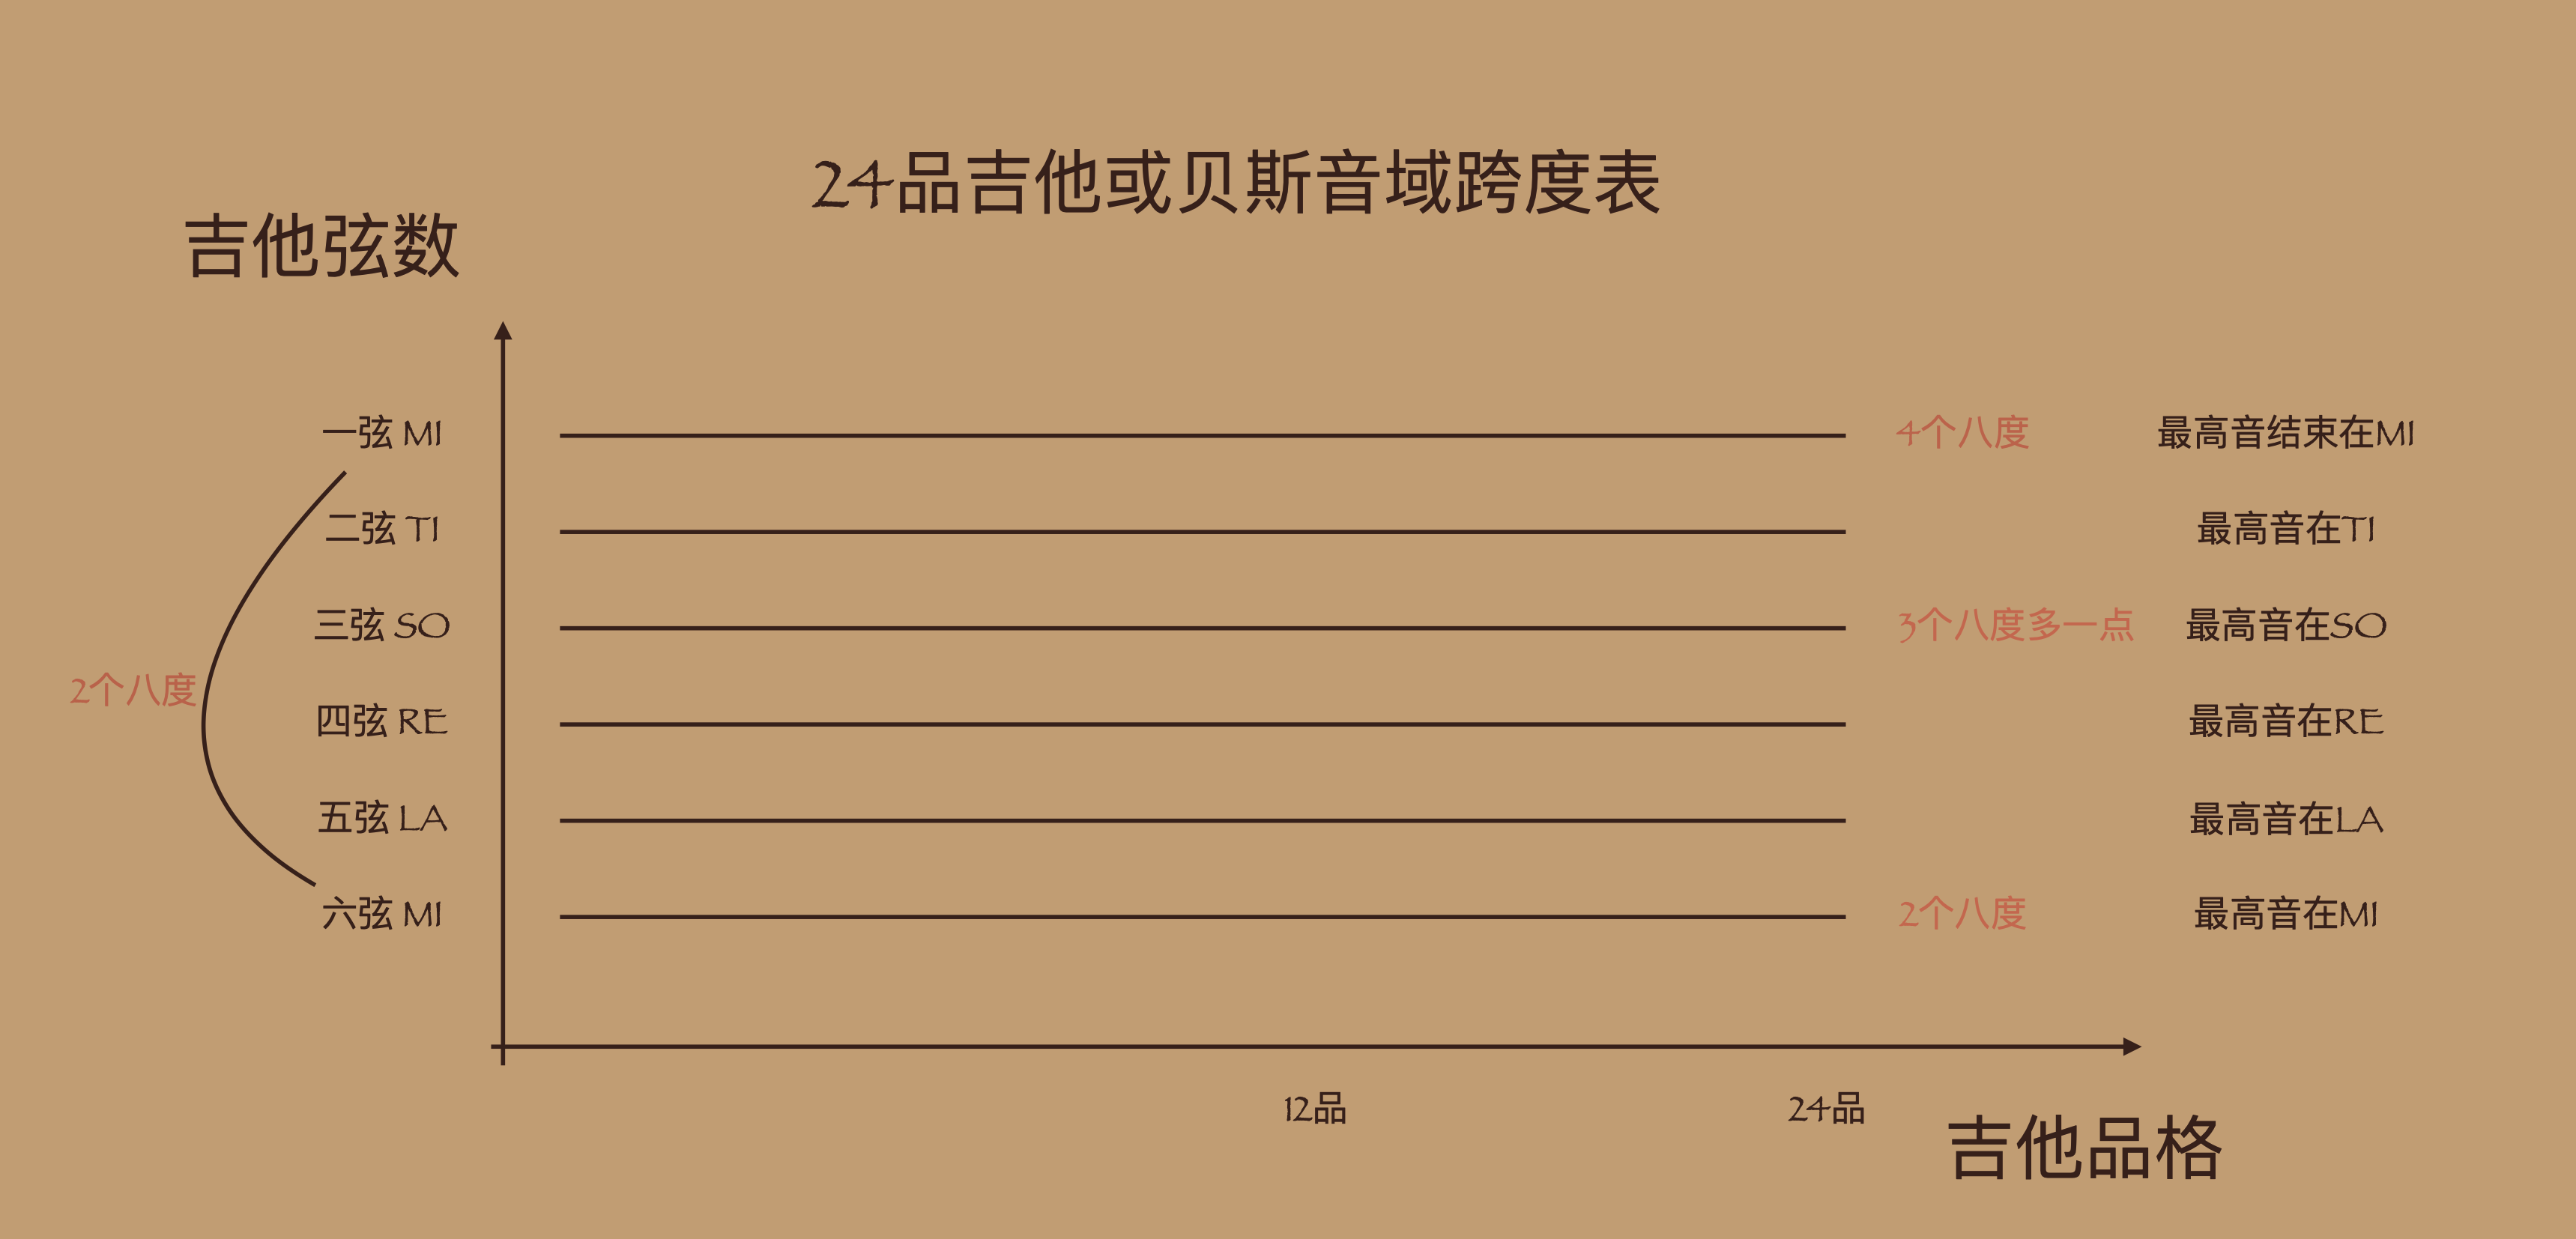 24品吉他或贝斯音域跨度表
吉他弦数
一弦 MI
4个八度
最高音结束在MI
二弦 TI
最高音在TI
三弦 SO
3个八度多一点
最高音在SO
2个八度
四弦 RE
最高音在RE
五弦 LA
最高音在LA
六弦 MI
2个八度
最高音在MI
12品
24品
吉他品格